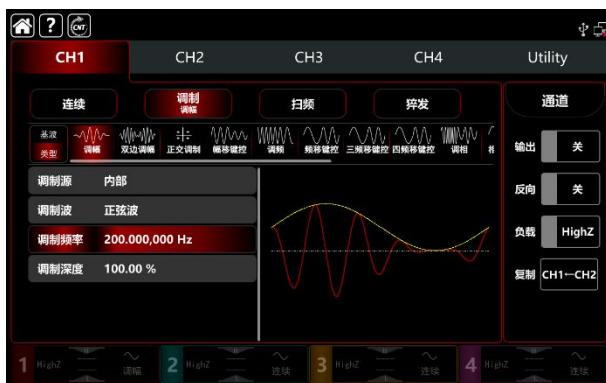 ? CNT
CH1 CH2 CH3 CH4 Utility
连续 调制 调幅 扫频 猝发 通道
基波 类型 调幅 双边调幅 正交调制 幅移键控 调频 频移键控 三频移键控 四频移键控 调相
输出 关
调制源 内部
反向 关
调制波 正弦波
调制频率 200.000,000 Hz
负载 HighZ
调制深度 100.00 %
复制 CH1←CH2
1 HighZ 调幅 2 HighZ 连续 3 HighZ 连续 4 HighZ 连续